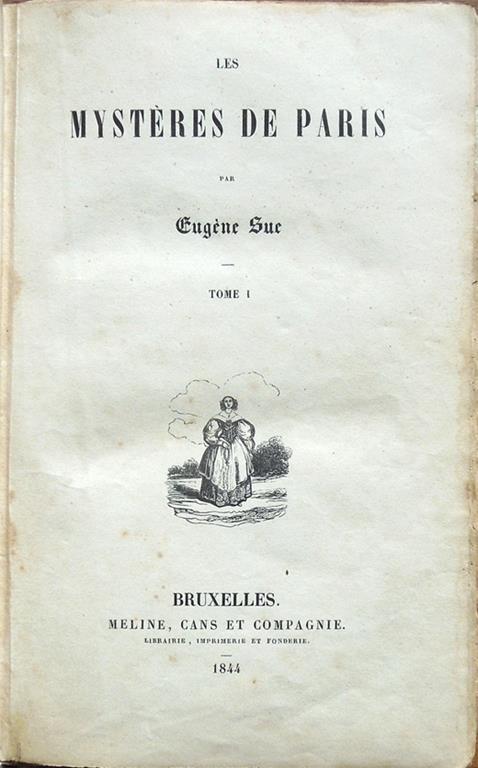 LES
MYSTÈRES DE PARIS
PAR
Eugène Sue
TOME I
BRUXELLES.
MELINE, CANS ET COMPAGNIE.
LIBRAIRIE, IMPRIMERIE ET FONDERIE.
1844